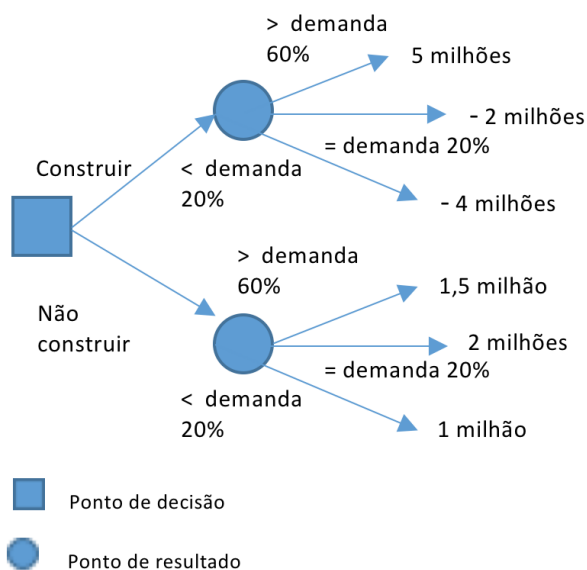 > demanda
60%
5 milhões
- 2 milhões
= demanda 20%
Construir
< demanda
20%
- 4 milhões
> demanda
60%
1,5 milhão
Não
construir
2 milhões
= demanda 20%
< demanda
20%
1 milhão
Ponto de decisão
Ponto de resultado